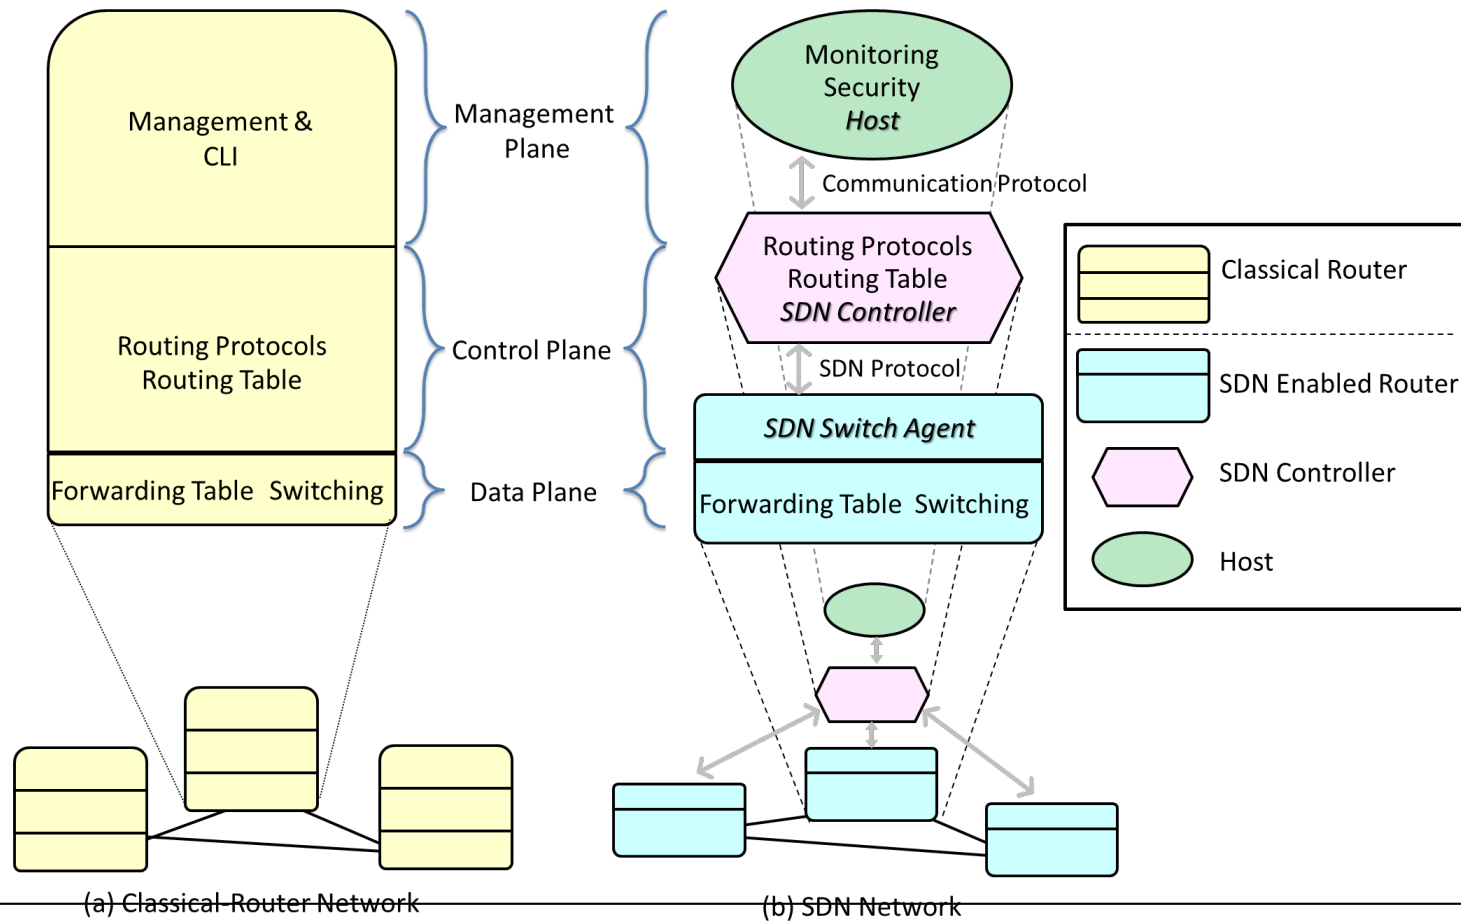 Management &
CLI
Routing Protocols
Routing Table
Forwarding Table Switching
Management
Plane
Control Plane
Data Plane
Monitoring
Security
Host
Communication Protocol
Routing Protocols
Routing Table
SDN Controller
SDN Protocol
SDN Switch Agent
Forwarding Table Switching
Classical Router
SDN Enabled Router
SDN Controller
Host
(a) Classical-Router Network
(b) SDN Network